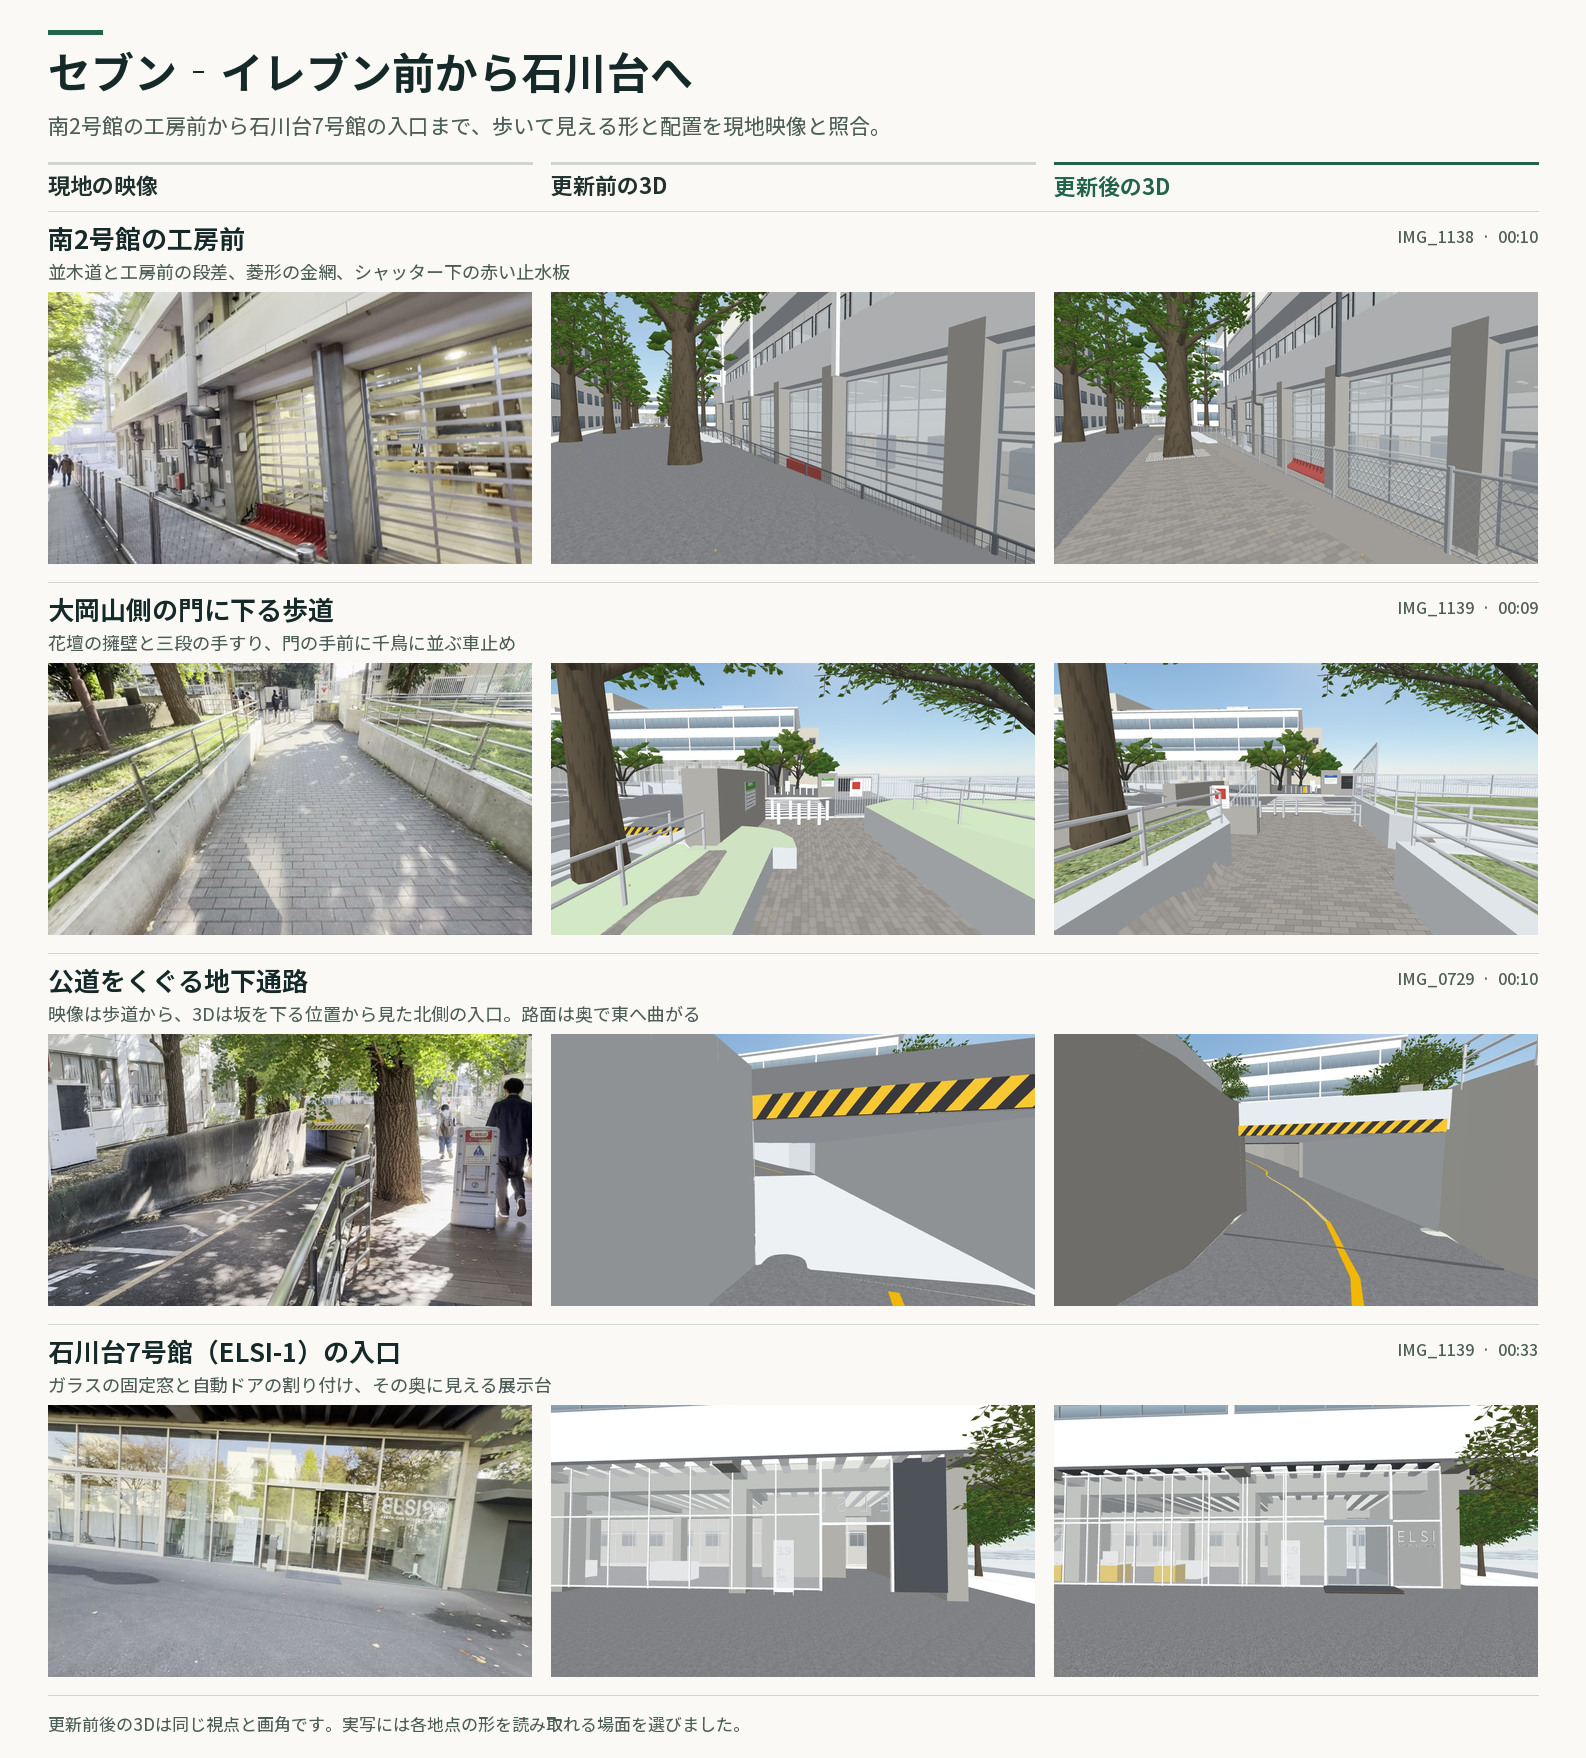 セブン‐イレブン前から石川台へ
南2号館の工房前から石川台7号館の入口まで、歩いて見える形と配置を現地映像と照合。
現地の映像
更新前の3D
更新後の3D
南2号館の工房前
IMG_1138 · 00:10
並木道と工房前の段差、菱形の金網、シャッター下の赤い止水板
大岡山側の門に下る歩道
IMG_1139 · 00:09
花壇の擁壁と三段の手すり、門の手前に千鳥に並ぶ車止め
公道をくぐる地下通路
IMG_0729 · 00:10
映像は歩道から、3Dは坂を下る位置から見た北側の入口。路面は奥で東へ曲がる
石川台7号館（ELSI-1）の入口
IMG_1139 · 00:33
ガラスの固定窓と自動ドアの割り付け、その奥に見える展示台
ELSI
更新前後の3Dは同じ視点と画角です。実写には各地点の形を読み取れる場面を選びました。